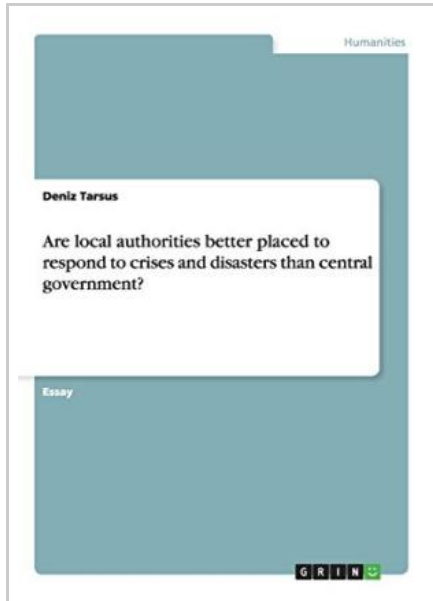 Humanities
Deniz Tarsus
Are local authorities better placed to
respond to crises and disasters than central
government?
Essay
GRIN